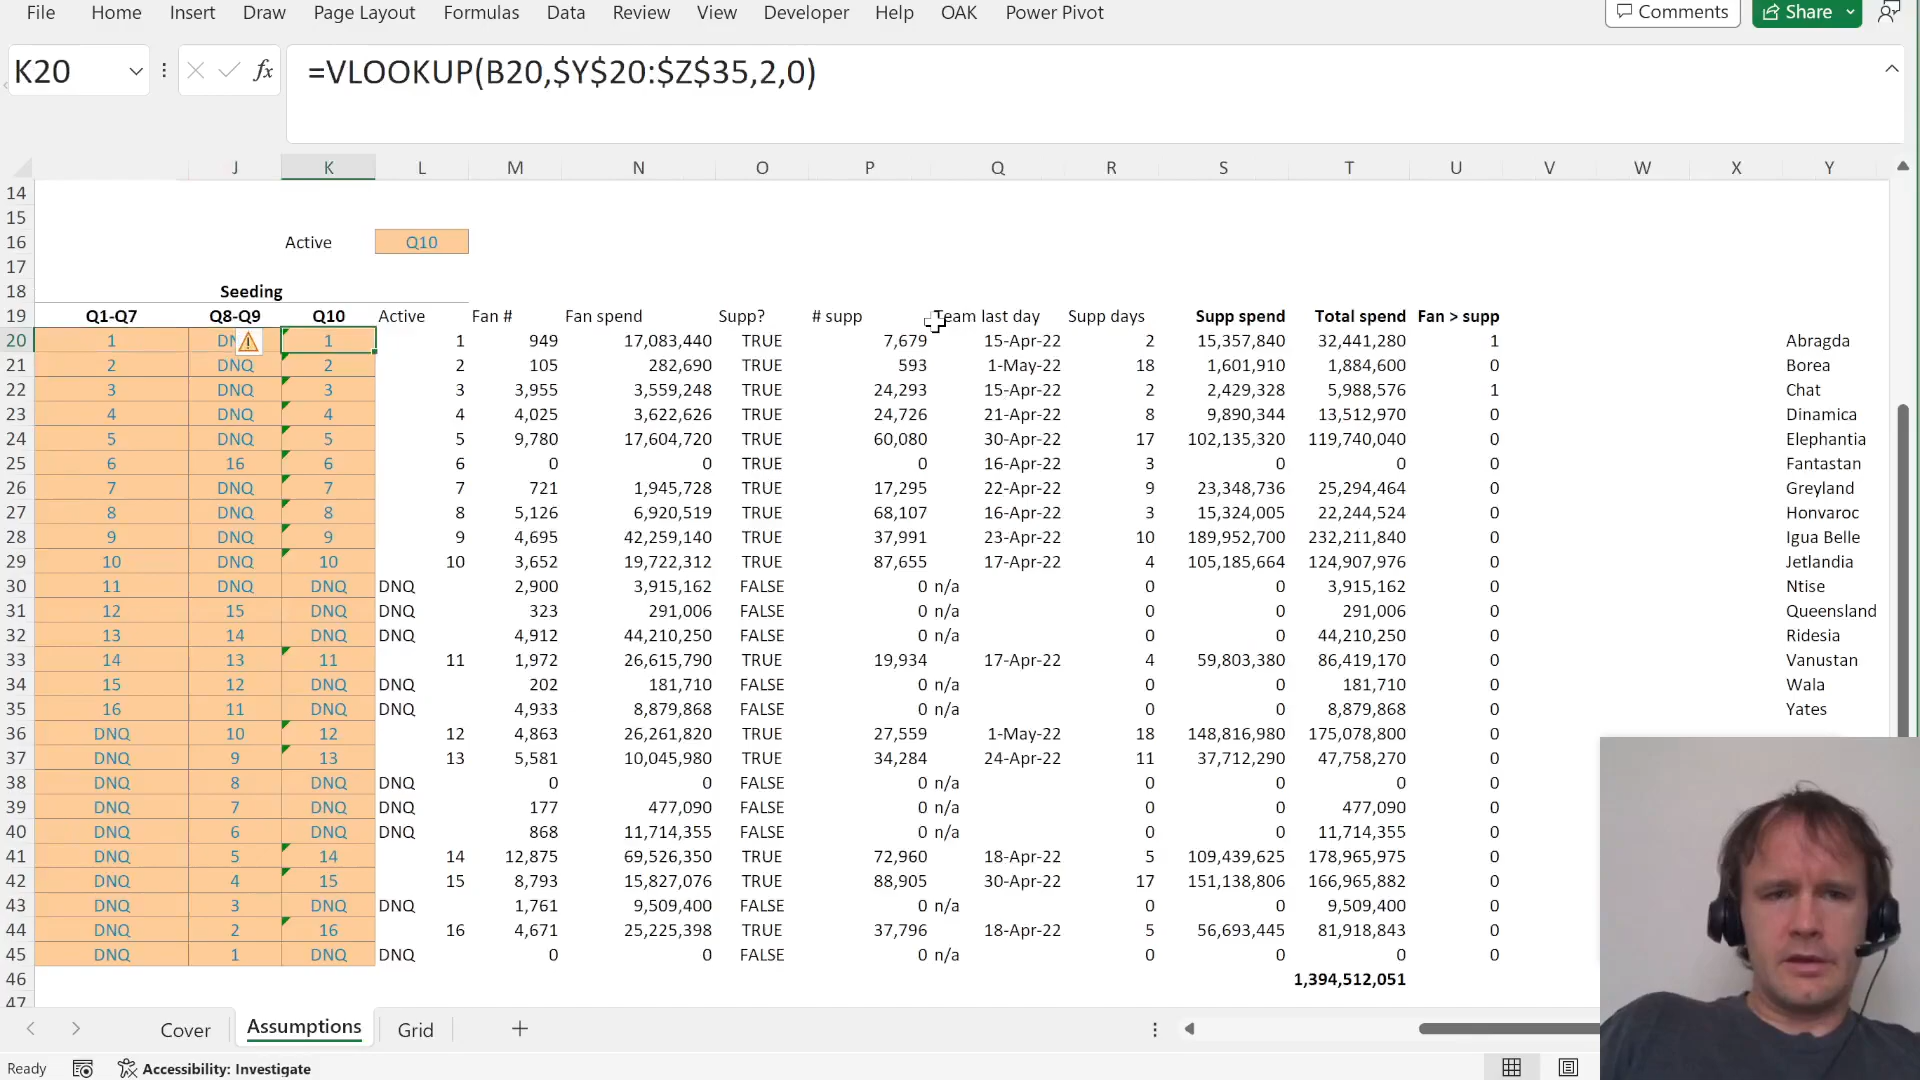 File Home Insert Draw Page Layout Formulas Data Review View Developer Help OAK Power Pivot Comments Share
K20 fx =VLOOKUP(B20,$Y$20:$Z$35,2,0)
J K L M N O P Q R S T U V W X Y
14
15
16 Active Q10
17
18 Seeding
19 Q1-Q7 Q8-Q9 Q10 Active Fan # Fan spend Supp? # supp Team last day Supp days Supp spend Total spend Fan > supp
20 1 DN 1 1 949 17,083,440 TRUE 7,679 15-Apr-22 2 15,357,840 32,441,280 1 Abragda
21 2 DNQ 2 2 105 282,690 TRUE 593 1-May-22 18 1,601,910 1,884,600 0 Borea
22 3 DNQ 3 3 3,955 3,559,248 TRUE 24,293 15-Apr-22 2 2,429,328 5,988,576 1 Chat
23 4 DNQ 4 4 4,025 3,622,626 TRUE 24,726 21-Apr-22 8 9,890,344 13,512,970 0 Dinamica
24 5 DNQ 5 5 9,780 17,604,720 TRUE 60,080 30-Apr-22 17 102,135,320 119,740,040 0 Elephantia
25 6 16 6 6 0 0 TRUE 0 16-Apr-22 3 0 0 0 Fantastan
26 7 DNQ 7 7 721 1,945,728 TRUE 17,295 22-Apr-22 9 23,348,736 25,294,464 0 Greyland
27 8 DNQ 8 8 5,126 6,920,519 TRUE 68,107 16-Apr-22 3 15,324,005 22,244,524 0 Honvaroc
28 9 DNQ 9 9 4,695 42,259,140 TRUE 37,991 23-Apr-22 10 189,952,700 232,211,840 0 Igua Belle
29 10 DNQ 10 10 3,652 19,722,312 TRUE 87,655 17-Apr-22 4 105,185,664 124,907,976 0 Jetlandia
30 11 DNQ DNQ DNQ 2,900 3,915,162 FALSE 0 n/a 0 0 3,915,162 0 Ntise
31 12 15 DNQ DNQ 323 291,006 FALSE 0 n/a 0 0 291,006 0 Queensland
32 13 14 DNQ DNQ 4,912 44,210,250 FALSE 0 n/a 0 0 44,210,250 0 Ridesia
33 14 13 11 11 1,972 26,615,790 TRUE 19,934 17-Apr-22 4 59,803,380 86,419,170 0 Vanustan
34 15 12 DNQ DNQ 202 181,710 FALSE 0 n/a 0 0 181,710 0 Wala
35 16 11 DNQ DNQ 4,933 8,879,868 FALSE 0 n/a 0 0 8,879,868 0 Yates
36 DNQ 10 12 12 4,863 26,261,820 TRUE 27,559 1-May-22 18 148,816,980 175,078,800 0
37 DNQ 9 13 13 5,581 10,045,980 TRUE 34,284 24-Apr-22 11 37,712,290 47,758,270 0
38 DNQ 8 DNQ DNQ 0 0 FALSE 0 n/a 0 0 0 0
39 DNQ 7 DNQ DNQ 177 477,090 FALSE 0 n/a 0 0 477,090 0
40 DNQ 6 DNQ DNQ 868 11,714,355 FALSE 0 n/a 0 0 11,714,355 0
41 DNQ 5 14 14 12,875 69,526,350 TRUE 72,960 18-Apr-22 5 109,439,625 178,965,975 0
42 DNQ 4 15 15 8,793 15,827,076 TRUE 88,905 30-Apr-22 17 151,138,806 166,965,882 0
43 DNQ 3 DNQ DNQ 1,761 9,509,400 FALSE 0 n/a 0 0 9,509,400 0
44 DNQ 2 16 16 4,671 25,225,398 TRUE 37,796 18-Apr-22 5 56,693,445 81,918,843 0
45 DNQ 1 DNQ DNQ 0 0 FALSE 0 n/a 0 0 0 0
46 1,394,512,051
47
Cover Assumptions Grid
Ready Accessibility: Investigate